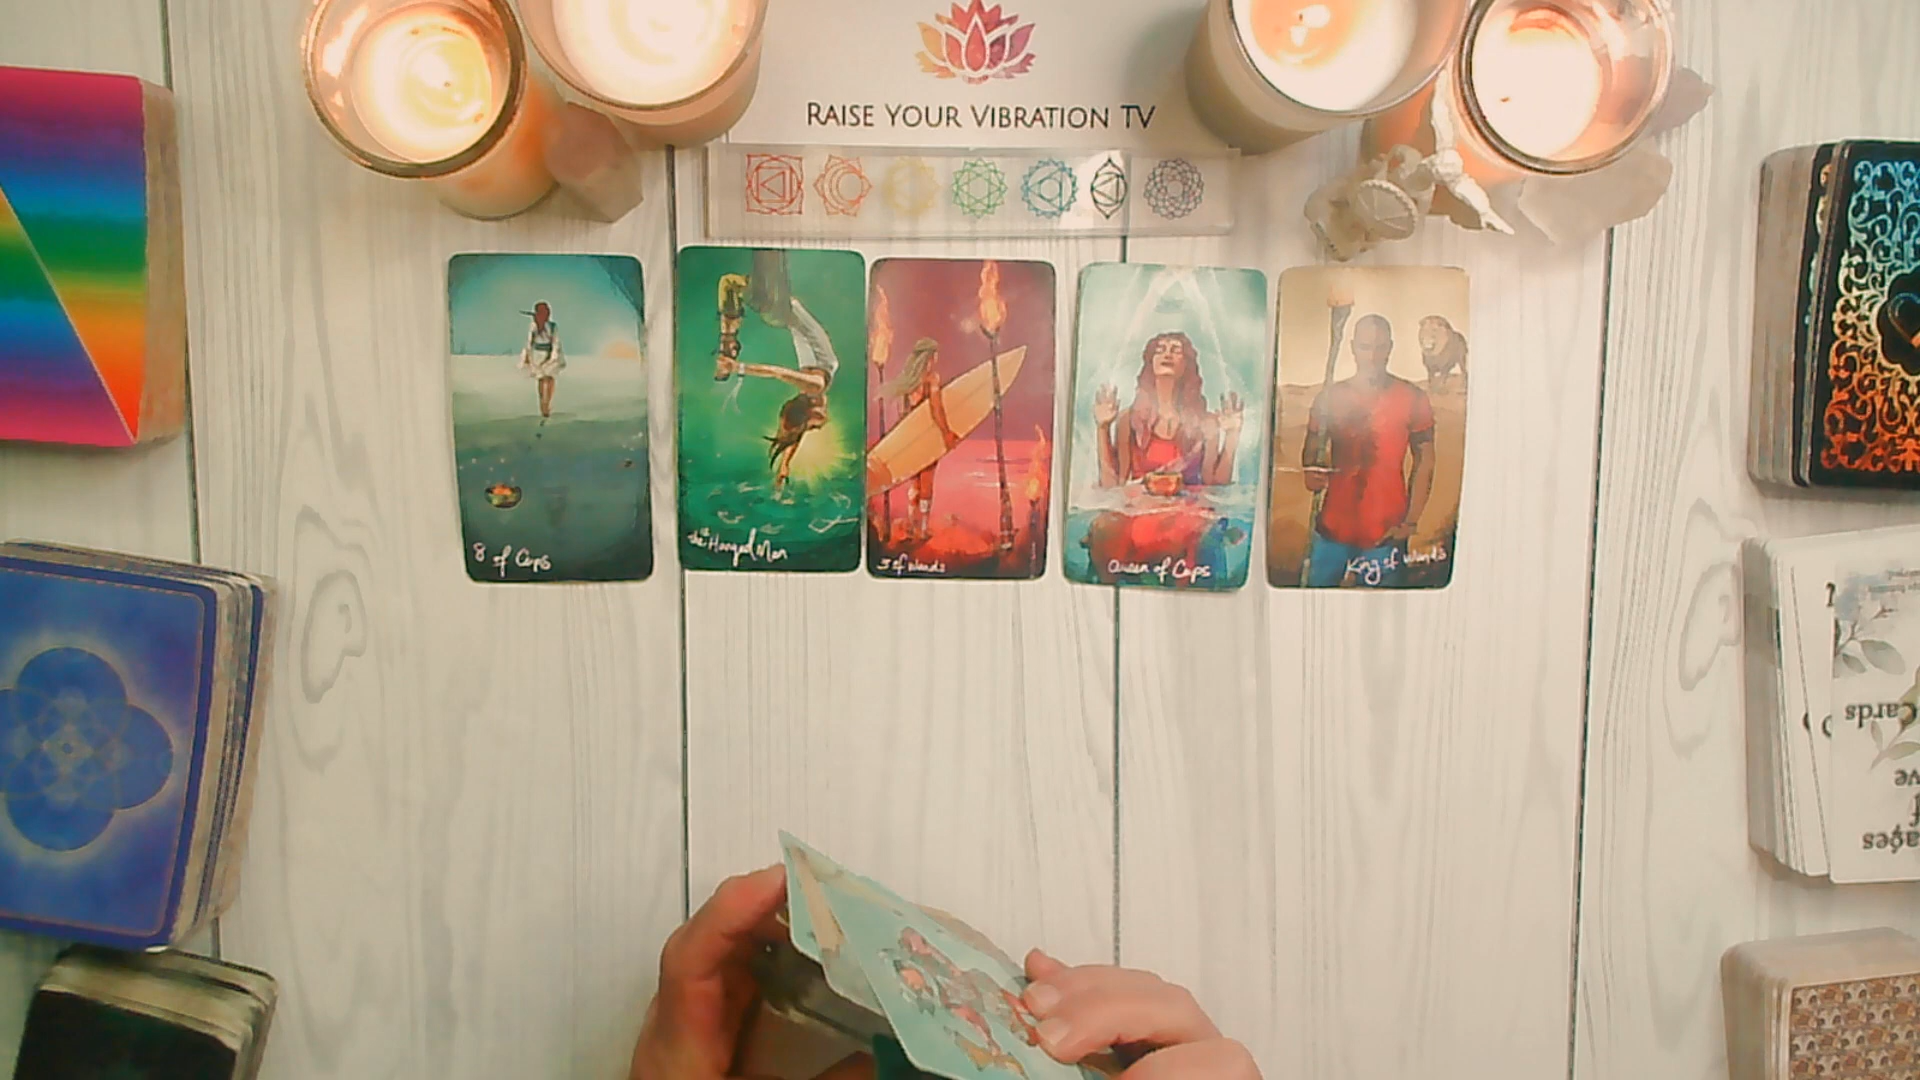 RAISE YOUR VIBRATION TV
8 of Cups
the Hanged Man
3 of Wands
Queen of Cups
King of Wands
Cards